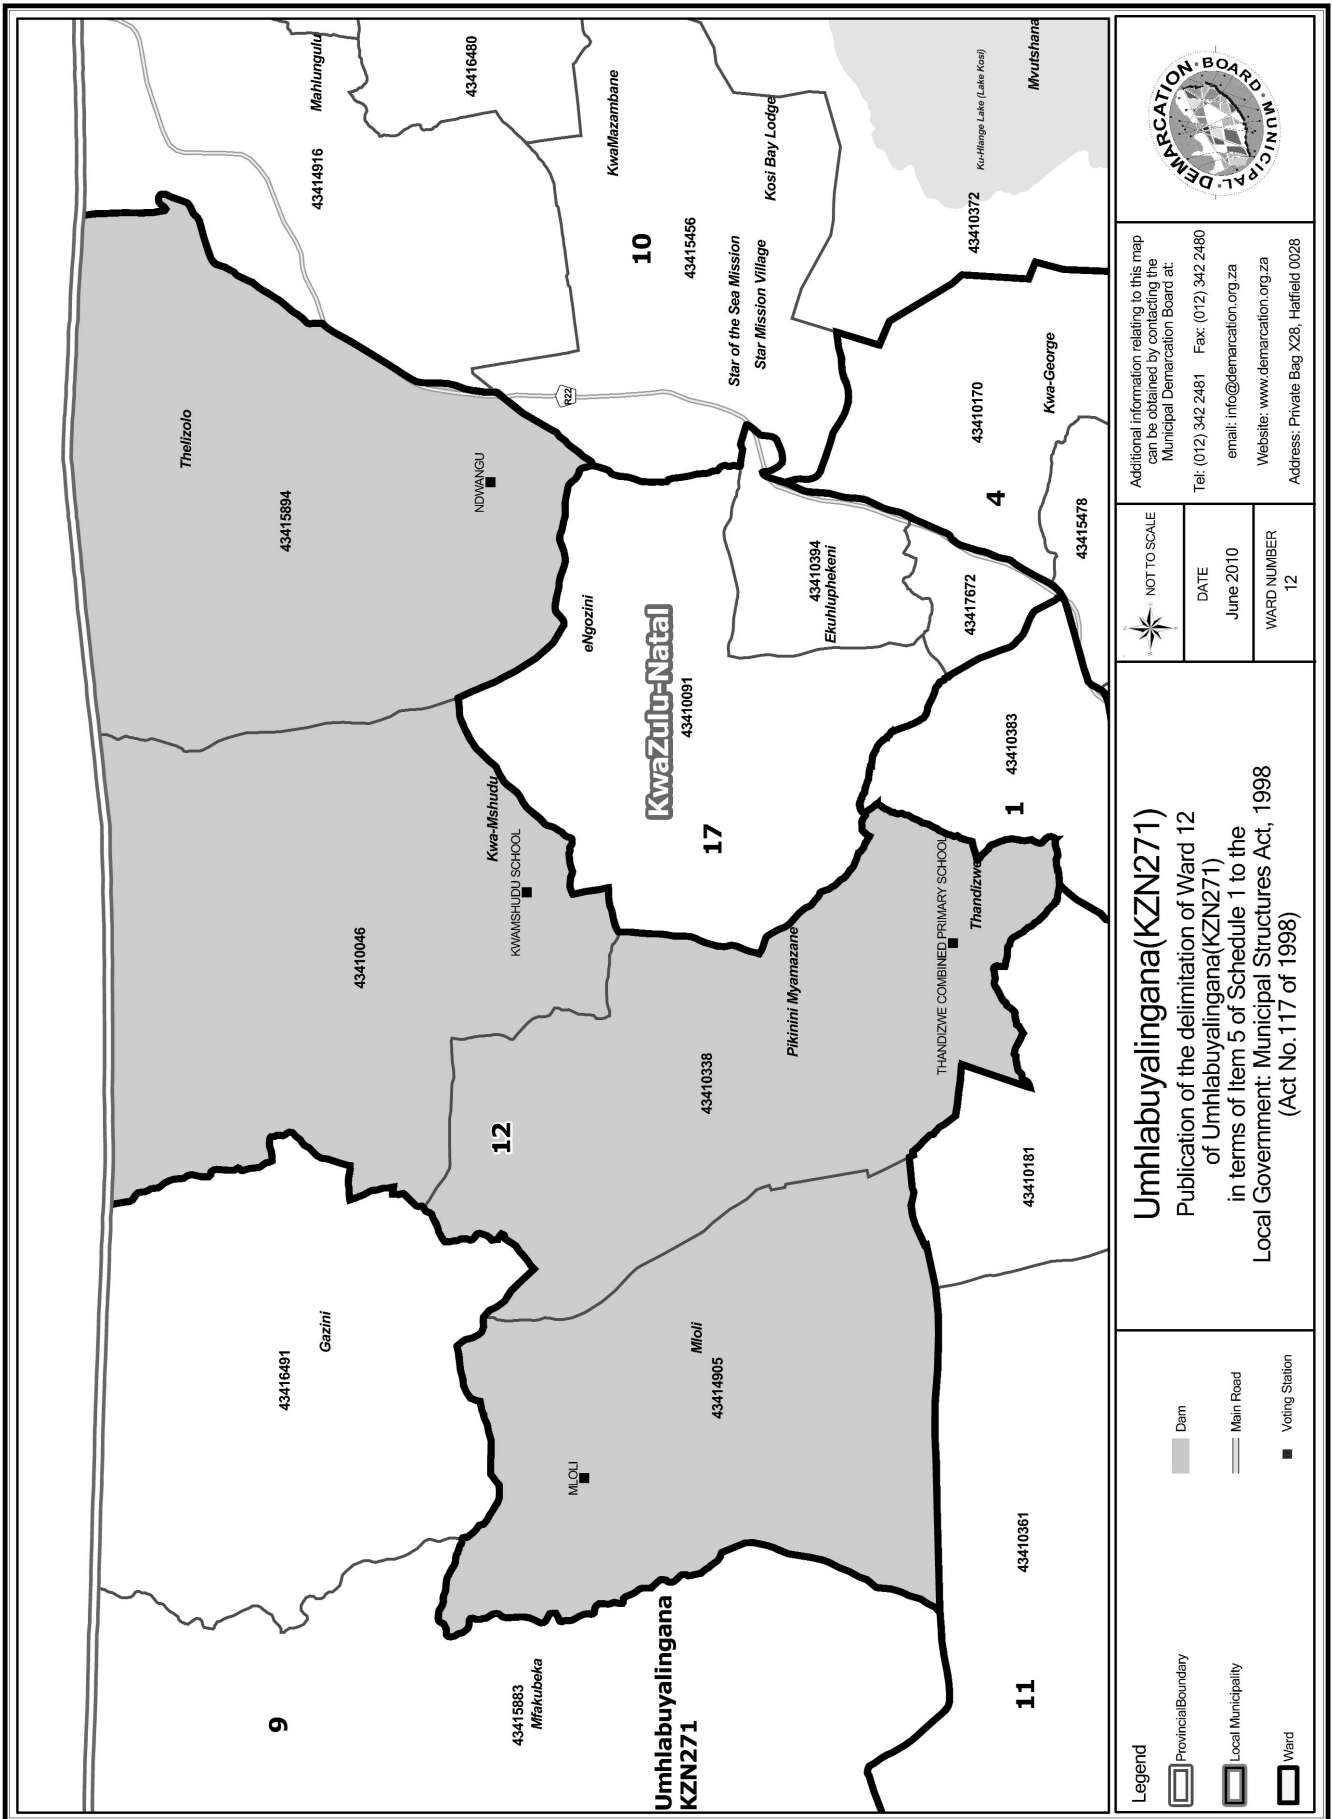 9
43416491
Gazini
43415883
Mfakubeka
Umhlabuyalingana
KZN271
11
43410361
MLOLI
Mloli
43414905
12
43410181
43410046
Kwa-Mshudu
KWAMSHUDU SCHOOL
43410338
Pikinini Myamazane
THANDIZWE COMBINED PRIMARY SCHOOL
Thandizwe
Thelizolo
43415894
NDWANGU
eNgozini
KwaZulu-Natal
43410091
17
43410394
Ekuhluphekeni
43417672
1
43410383
Mahlungulu
43414916
43416480
KwaMazambane
10
43415456
R22
Star of the Sea Mission
Star Mission Village
Kosi Bay Lodge
Ku-Hlange Lake (Lake Kosi)
Mvutshana
43410372
43410170
Kwa-George
4
43415478
Legend
ProvincialBoundary
Local Municipality
Ward
Dam
Main Road
Voting Station
Umhlabuyalingana(KZN271)
Publication of the delimitation of Ward 12
of Umhlabuyalingana(KZN271)
in terms of Item 5 of Schedule 1 to the
Local Government: Municipal Structures Act, 1998
(Act No.117 of 1998)
NOT TO SCALE
DATE
June 2010
WARD NUMBER
12
Additional information relating to this map
can be obtained by contacting the
Municipal Demarcation Board at:
Tel: (012) 342 2481 Fax: (012) 342 2480
email: info@demarcation.org.za
Website: www.demarcation.org.za
Address: Private Bag X28, Hatfield 0028
MUNICIPAL • DEMARCATION • BOARD •